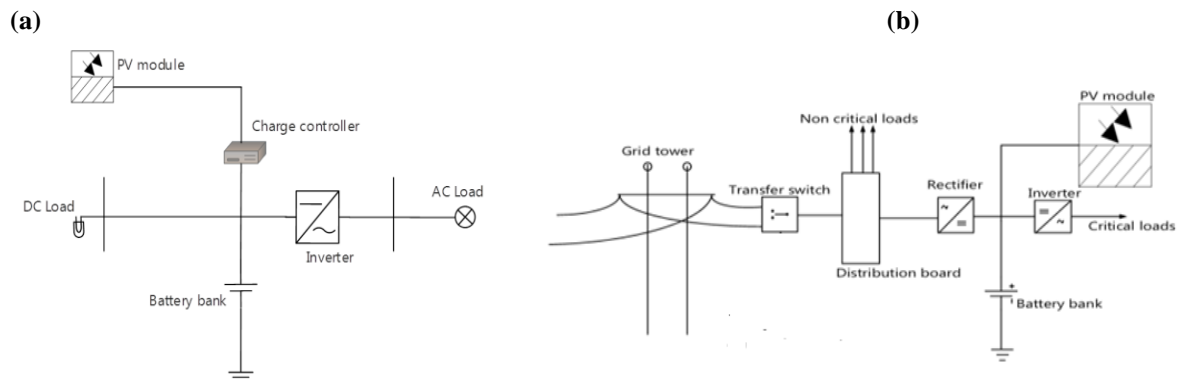 (a)
PV module
Charge controller
DC Load
AC Load
Inverter
Battery bank
(b)
PV module
Non critical loads
Grid tower
Transfer switch
Rectifier
Inverter
Critical loads
Distribution board
Battery bank